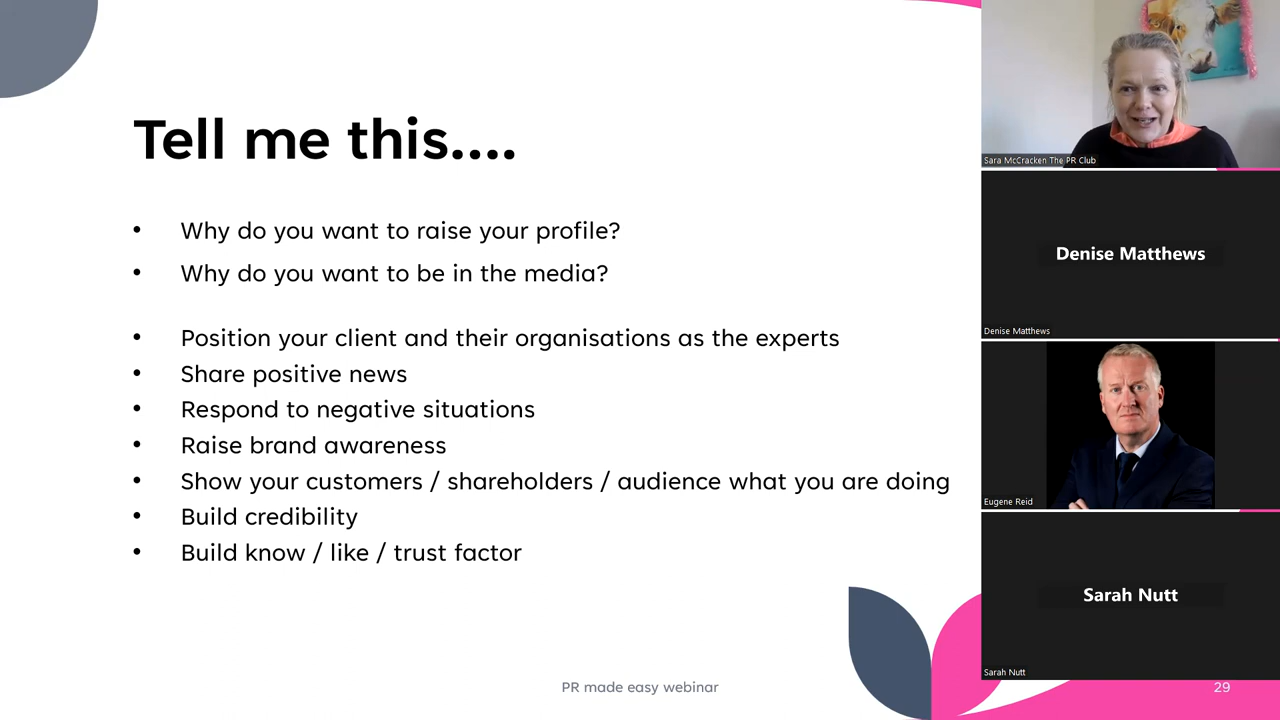 Tell me this....
• Why do you want to raise your profile?
• Why do you want to be in the media?
• Position your client and their organisations as the experts
• Share positive news
• Respond to negative situations
• Raise brand awareness
• Show your customers / shareholders / audience what you are doing
• Build credibility
• Build know / like / trust factor
PR made easy webinar
29
Sara McCracken The PR Club
Denise Matthews
Denise Matthews
Eugene Reid
Sarah Nutt
Sarah Nutt